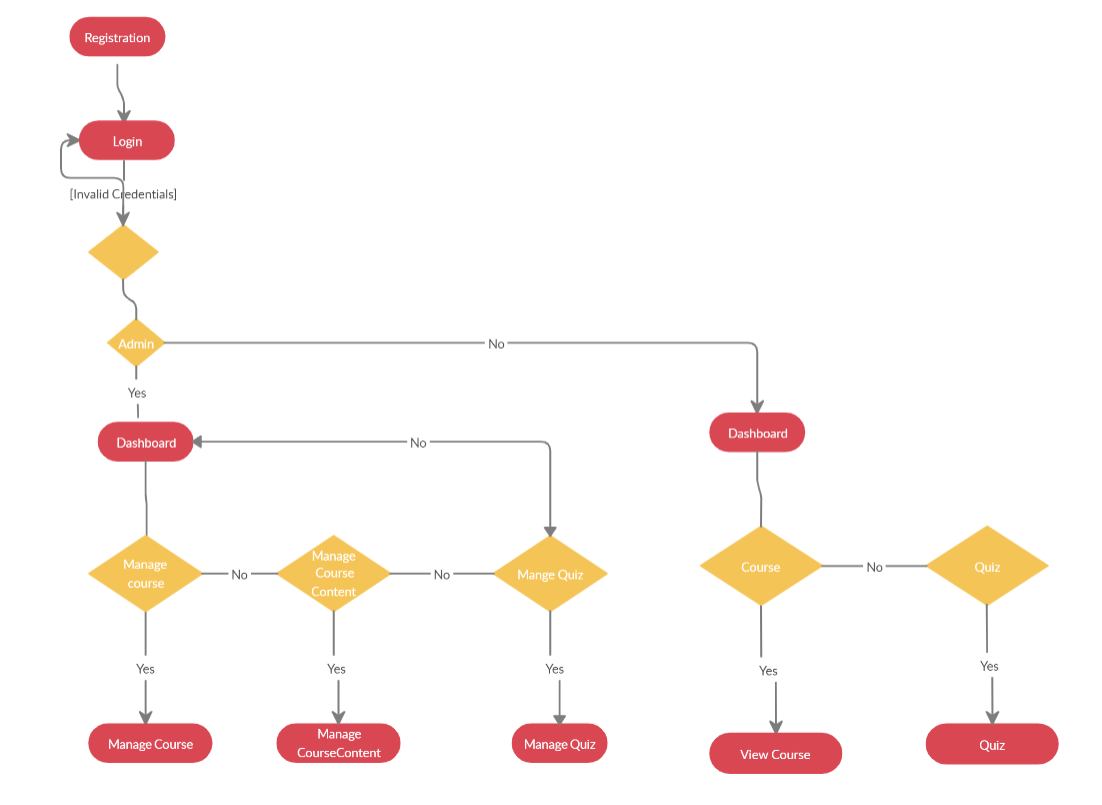 Registration
Login
[Invalid Credentials]
Admin
No
Yes
Dashboard
No
Dashboard
Manage
course
No
Manage
Course
Content
No
Mange Quiz
Course
No
Quiz
Yes
Yes
Yes
Yes
Yes
Manage Course
Manage
CourseContent
Manage Quiz
View Course
Quiz